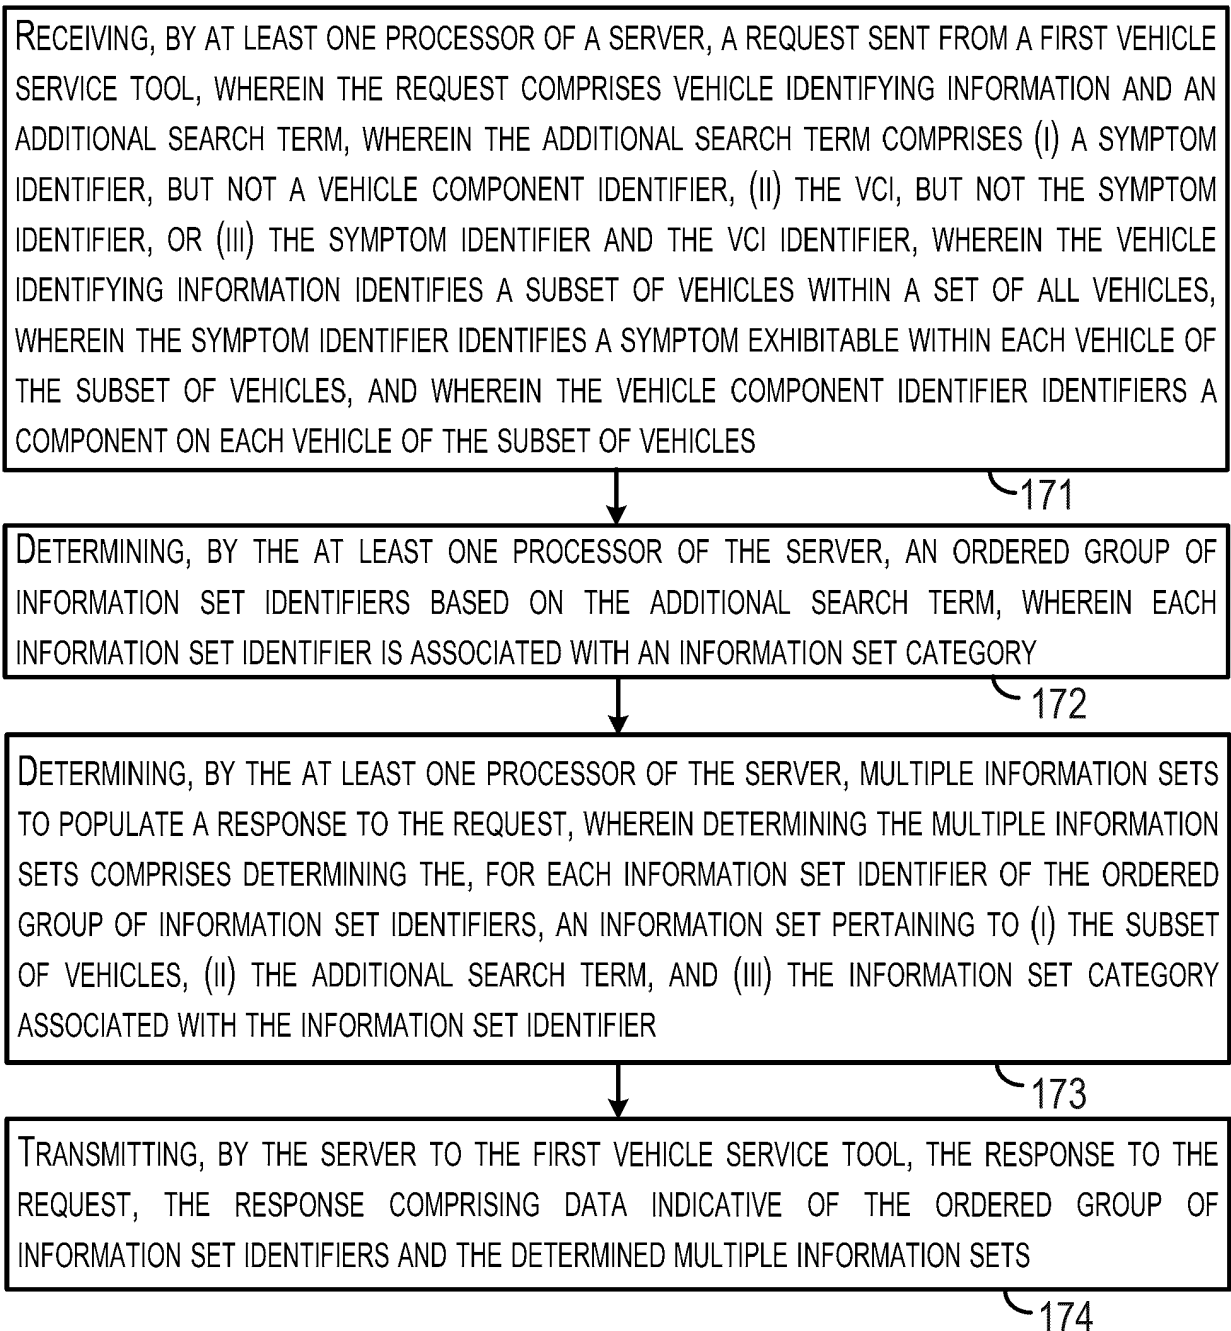 RECEIVING, BY AT LEAST ONE PROCESSOR OF A SERVER, A REQUEST SENT FROM A FIRST VEHICLE
SERVICE TOOL, WHEREIN THE REQUEST COMPRISES VEHICLE IDENTIFYING INFORMATION AND AN
ADDITIONAL SEARCH TERM, WHEREIN THE ADDITIONAL SEARCH TERM COMPRISES (I) A SYMPTOM
IDENTIFIER, BUT NOT A VEHICLE COMPONENT IDENTIFIER, (II) THE VCI, BUT NOT THE SYMPTOM
IDENTIFIER, OR (III) THE SYMPTOM IDENTIFIER AND THE VCI IDENTIFIER, WHEREIN THE VEHICLE
IDENTIFYING INFORMATION IDENTIFIES A SUBSET OF VEHICLES WITHIN A SET OF ALL VEHICLES,
WHEREIN THE SYMPTOM IDENTIFIER IDENTIFIES A SYMPTOM EXHIBITABLE WITHIN EACH VEHICLE OF
THE SUBSET OF VEHICLES, AND WHEREIN THE VEHICLE COMPONENT IDENTIFIER IDENTIFIERS A
COMPONENT ON EACH VEHICLE OF THE SUBSET OF VEHICLES
171
DETERMINING, BY THE AT LEAST ONE PROCESSOR OF THE SERVER, AN ORDERED GROUP OF
INFORMATION SET IDENTIFIERS BASED ON THE ADDITIONAL SEARCH TERM, WHEREIN EACH
INFORMATION SET IDENTIFIER IS ASSOCIATED WITH AN INFORMATION SET CATEGORY
172
DETERMINING, BY THE AT LEAST ONE PROCESSOR OF THE SERVER, MULTIPLE INFORMATION SETS
TO POPULATE A RESPONSE TO THE REQUEST, WHEREIN DETERMINING THE MULTIPLE INFORMATION
SETS COMPRISES DETERMINING THE, FOR EACH INFORMATION SET IDENTIFIER OF THE ORDERED
GROUP OF INFORMATION SET IDENTIFIERS, AN INFORMATION SET PERTAINING TO (I) THE SUBSET
OF VEHICLES, (II) THE ADDITIONAL SEARCH TERM, AND (III) THE INFORMATION SET CATEGORY
ASSOCIATED WITH THE INFORMATION SET IDENTIFIER
173
TRANSMITTING, BY THE SERVER TO THE FIRST VEHICLE SERVICE TOOL, THE RESPONSE TO THE
REQUEST, THE RESPONSE COMPRISING DATA INDICATIVE OF THE ORDERED GROUP OF
INFORMATION SET IDENTIFIERS AND THE DETERMINED MULTIPLE INFORMATION SETS
174